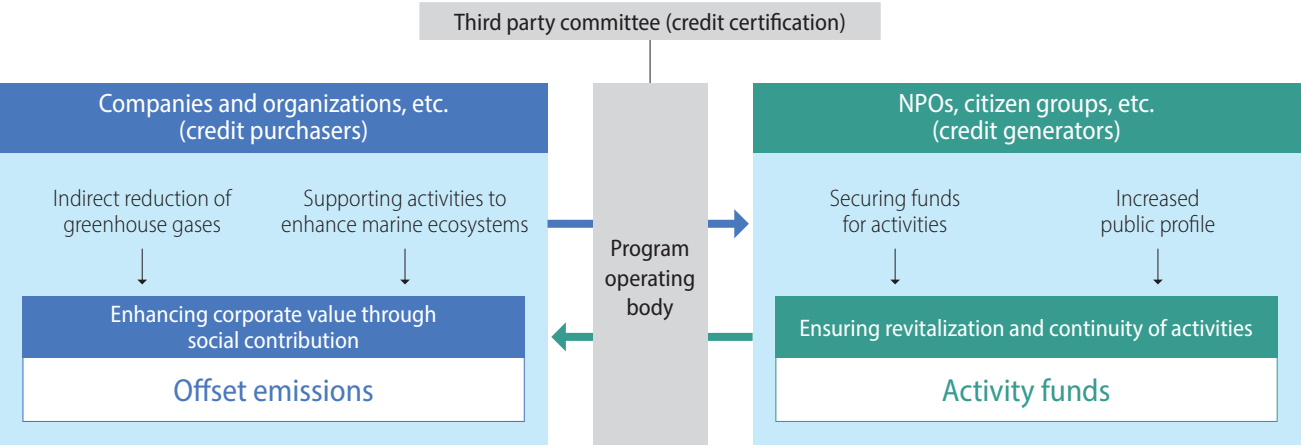 Third party committee (credit certification)
Companies and organizations, etc.
(credit purchasers)
Indirect reduction of
greenhouse gases
Supporting activities to
enhance marine ecosystems
Enhancing corporate value through
social contribution
Offset emissions
Program
operating
body
NPOs, citizen groups, etc.
(credit generators)
Securing funds
for activities
Increased
public profile
Ensuring revitalization and continuity of activities
Activity funds